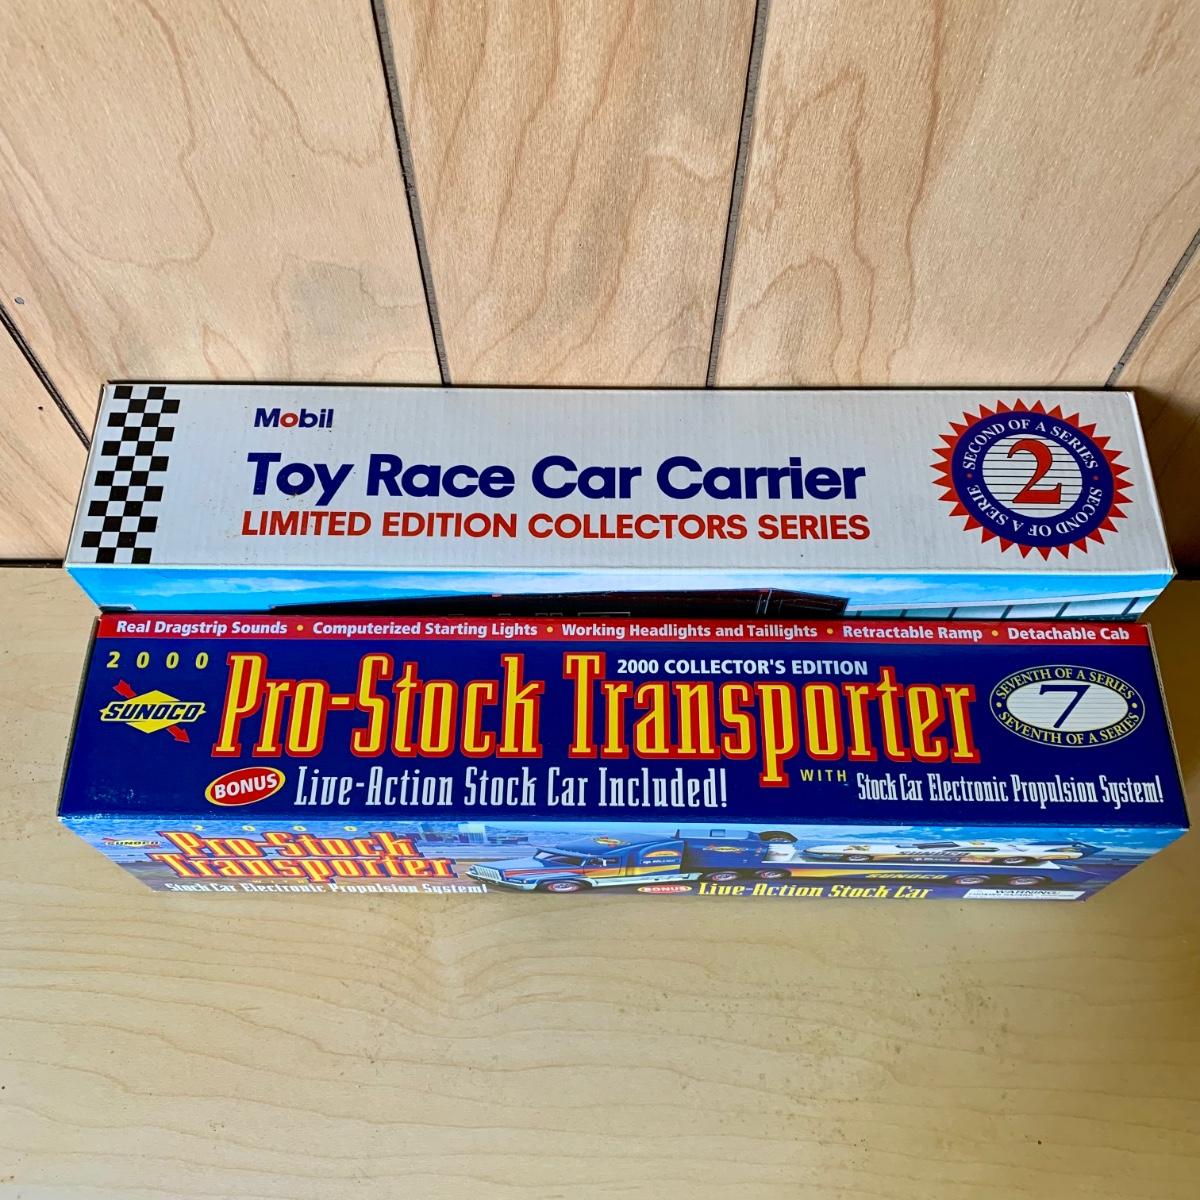 Mobil
Toy Race Car Carrier
LIMITED EDITION COLLECTORS SERIES
SECOND OF A SERIES · SECOND OF A SERIE
2
Real Dragstrip Sounds • Computerized Starting Lights • Working Headlights and Taillights • Retractable Ramp • Detachable Cab
2000
SUNOCO
2000 COLLECTOR'S EDITION
Pro-Stock Transporter
SEVENTH OF A SERIES • SEVENTH OF A SERIES •
7
BONUS Live-Action Stock Car Included! WITH Stock Car Electronic Propulsion System!
2000
SUNOCO
Pro-Stock
Transporter
Stock Car Electronic Propulsion System!
SUNOCO
BONUS Live-Action Stock Car
WARNING: